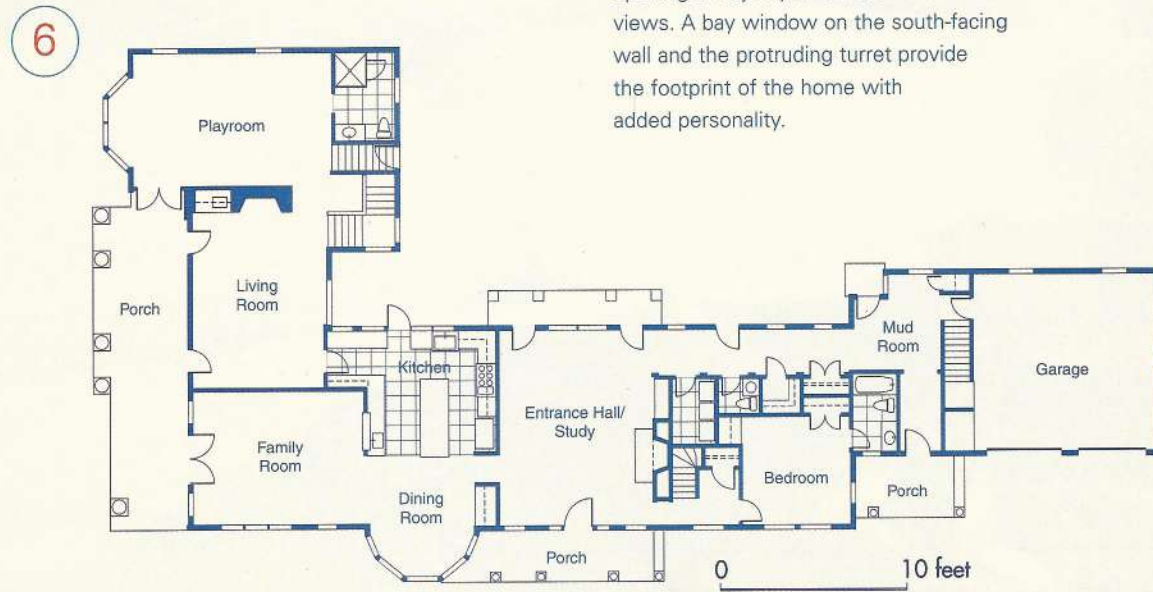 6
views. A bay window on the south-facing
wall and the protruding turret provide
the footprint of the home with
added personality.
Playroom
Living
Room
Porch
Kitchen
Mud
Room
Garage
Entrance Hall/
Study
Family
Room
Bedroom
Dining
Room
Porch
Porch
0 10 feet